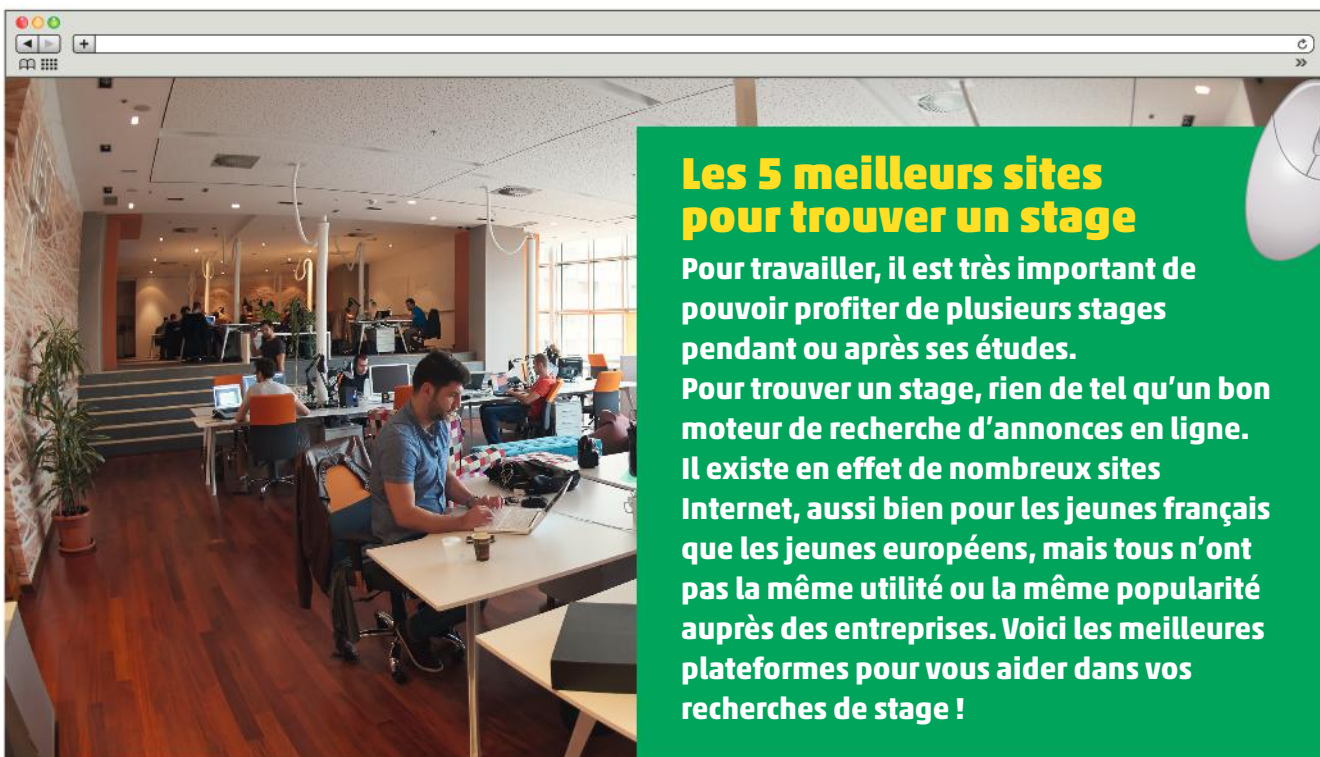 Les 5 meilleurs sites
pour trouver un stage
Pour travailler, il est très important de
pouvoir profiter de plusieurs stages
pendant ou après ses études.
Pour trouver un stage, rien de tel qu’un bon
moteur de recherche d’annonces en ligne.
Il existe en effet de nombreux sites
Internet, aussi bien pour les jeunes français
que les jeunes européens, mais tous n’ont
pas la même utilité ou la même popularité
auprès des entreprises. Voici les meilleures
plateformes pour vous aider dans vos
recherches de stage !